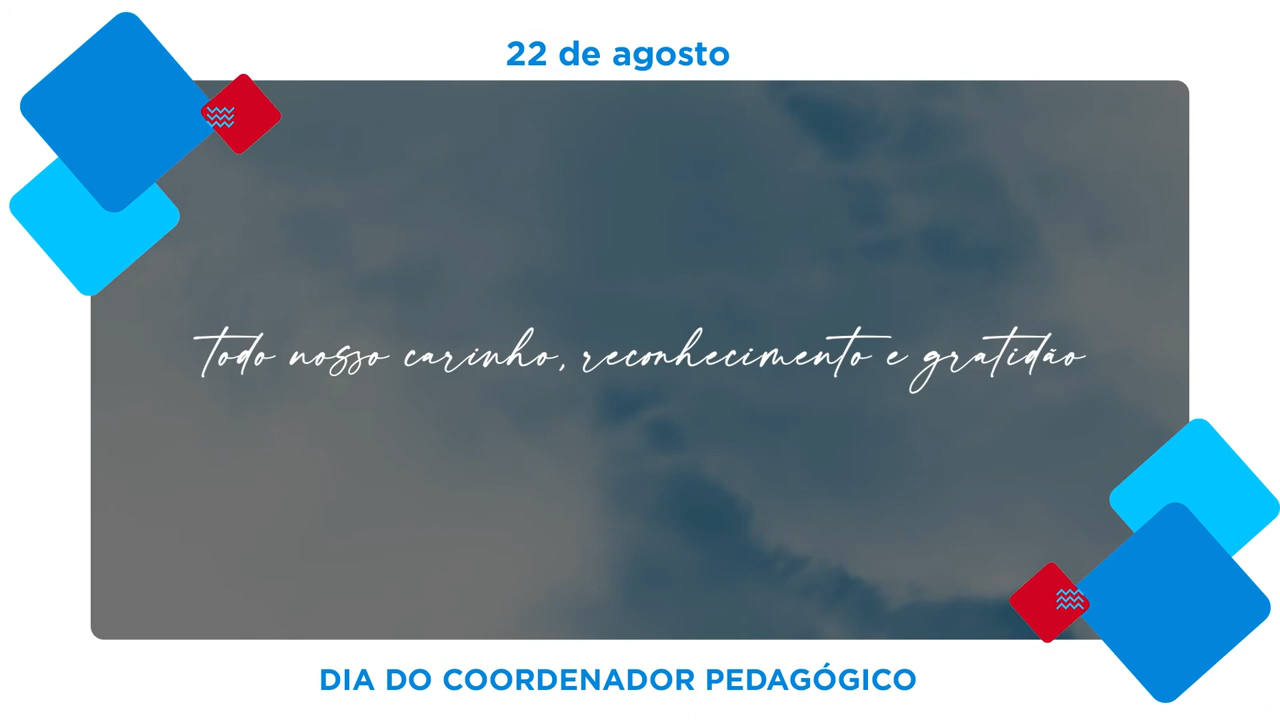 22 de agosto
todo nosso carinho, reconhecimento e gratidão
DIA DO COORDENADOR PEDAGÓGICO